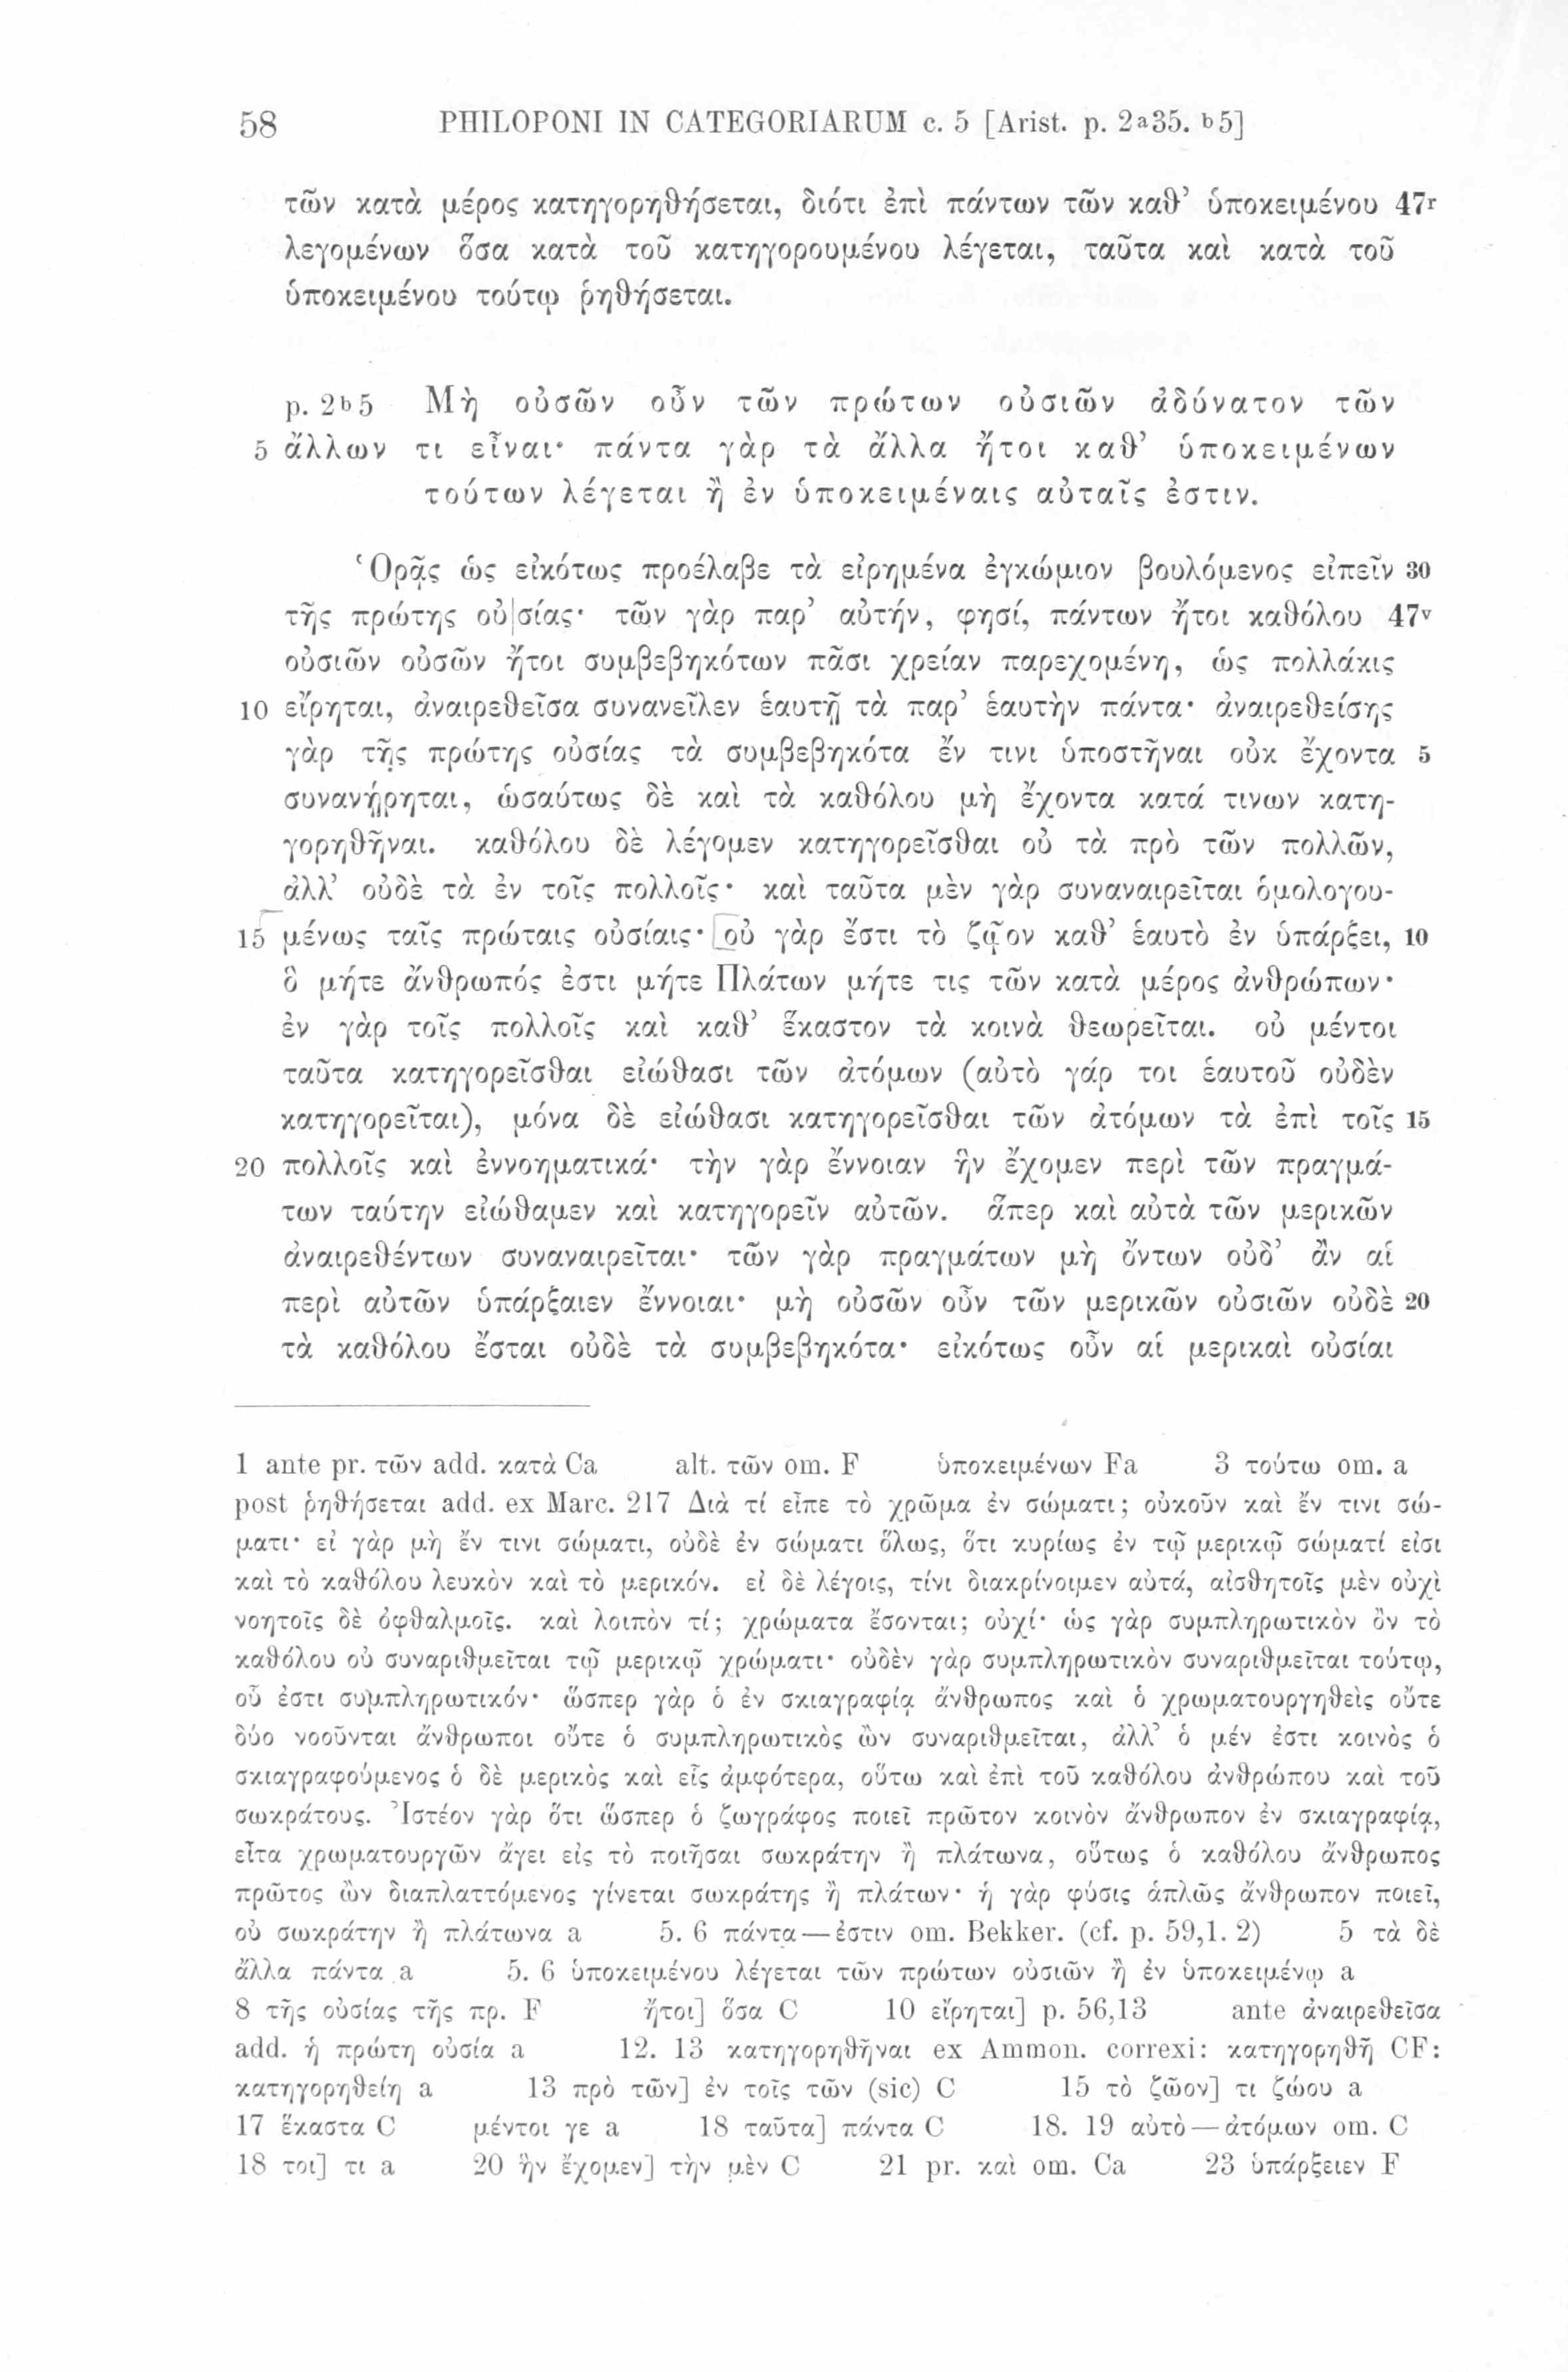 58 PHILOPONI IN CATEGORIARUM c. 5 [Arist. p. 2a35. b5]
τῶν κατὰ μέρος κατηγορηθήσεται, διότι ἐπὶ πάντων τῶν καθ’ ὑποκειμένου 47r
λεγομένων ὅσα κατὰ τοῦ κατηγορουμένου λέγεται, ταῦτα καὶ κατὰ τοῦ
ὑποκειμένου τούτῳ ῥηθήσεται.
p. 2b5 Μὴ οὐσῶν οὖν τῶν πρώτων οὐσιῶν ἀδύνατον τῶν
5 ἄλλων τι εἶναι· πάντα γὰρ τὰ ἄλλα ἤτοι καθ’ ὑποκειμένων
τούτων λέγεται ἢ ἐν ὑποκειμέναις αὐταῖς ἐστιν.
Ὁρᾷς ὡς εἰκότως προέλαβε τὰ εἰρημένα ἐγκώμιον βουλόμενος εἰπεῖν 30
τῆς πρώτης οὐ|σίας· τῶν γὰρ παρ’ αὐτήν, φησί, πάντων ἤτοι καθόλου 47v
οὐσιῶν οὐσῶν ἤτοι συμβεβηκότων πᾶσι χρείαν παρεχομένη, ὡς πολλάκις
10 εἴρηται, ἀναιρεθεῖσα συνανεῖλεν ἑαυτῇ τὰ παρ’ ἑαυτὴν πάντα· ἀναιρεθείσης
γὰρ τῆς πρώτης οὐσίας τὰ συμβεβηκότα ἔν τινι ὑποστῆναι οὐκ ἔχοντα 5
συνανῄρηται, ὡσαύτως δὲ καὶ τὰ καθόλου μὴ ἔχοντα κατά τινων κατη-
γορηθῆναι. καθόλου δὲ λέγομεν κατηγορεῖσθαι οὐ τὰ πρὸ τῶν πολλῶν,
ἀλλ’ οὐδὲ τὰ ἐν τοῖς πολλοῖς· καὶ ταῦτα μὲν γὰρ συναναιρεῖται ὁμολογου-
15 μένως ταῖς πρώταις οὐσίαις· οὐ γὰρ ἔστι τὸ ζῷον καθ’ ἑαυτὸ ἐν ὑπάρξει, 10
ὃ μήτε ἄνθρωπός ἐστι μήτε Πλάτων μήτε τις τῶν κατὰ μέρος ἀνθρώπων·
ἐν γὰρ τοῖς πολλοῖς καὶ καθ’ ἕκαστον τὰ κοινὰ θεωρεῖται. οὐ μέντοι
ταῦτα κατηγορεῖσθαι εἰώθασι τῶν ἀτόμων (αὐτὸ γάρ τοι ἑαυτοῦ οὐδὲν
κατηγορεῖται), μόνα δὲ εἰώθασι κατηγορεῖσθαι τῶν ἀτόμων τὰ ἐπὶ τοῖς 15
20 πολλοῖς καὶ ἐννοηματικά· τὴν γὰρ ἔννοιαν ἣν ἔχομεν περὶ τῶν πραγμά-
των ταύτην εἰώθαμεν καὶ κατηγορεῖν αὐτῶν. ἅπερ καὶ αὐτὰ τῶν μερικῶν
ἀναιρεθέντων συναναιρεῖται· τῶν γὰρ πραγμάτων μὴ ὄντων οὐδ’ ἂν αἱ
περὶ αὐτῶν ὑπάρξαιεν ἔννοιαι· μὴ οὐσῶν οὖν τῶν μερικῶν οὐσιῶν οὐδὲ 20
τὰ καθόλου ἔσται οὐδὲ τὰ συμβεβηκότα· εἰκότως οὖν αἱ μερικαὶ οὐσίαι
1 ante pr. τῶν add. κατὰ Ca alt. τῶν om. F ὑποκειμένων Fa 3 τούτω om. a
post ῥηθήσεται add. ex Marc. 217 Διὰ τί εἶπε τὸ χρῶμα ἐν σώματι; οὐκοῦν καὶ ἔν τινι σώ-
ματι· εἰ γὰρ μὴ ἔν τινι σώματι, οὐδὲ ἐν σώματι ὅλως, ὅτι κυρίως ἐν τῷ μερικῷ σώματί εἰσι
καὶ τὸ καθόλου λευκὸν καὶ τὸ μερικόν. εἰ δὲ λέγοις, τίνι διακρίνοιμεν αὐτά, αἰσθητοῖς μὲν οὐχὶ
νοητοῖς δὲ ὀφθαλμοῖς. καὶ λοιπὸν τί; χρώματα ἔσονται; οὐχί· ὡς γὰρ συμπληρωτικὸν ὂν τὸ
καθόλου οὐ συναριθμεῖται τῷ μερικῷ χρώματι· οὐδὲν γὰρ συμπληρωτικὸν συναριθμεῖται τούτῳ,
οὗ ἐστι συμπληρωτικόν· ὥσπερ γὰρ ὁ ἐν σκιαγραφίᾳ ἄνθρωπος καὶ ὁ χρωματουργηθεὶς οὔτε
δύο νοοῦνται ἄνθρωποι οὔτε ὁ συμπληρωτικὸς ὢν συναριθμεῖται, ἀλλ’ ὁ μέν ἐστι κοινὸς ὁ
σκιαγραφούμενος ὁ δὲ μερικὸς καὶ εἷς ἀμφότερα, οὕτω καὶ ἐπὶ τοῦ καθόλου ἀνθρώπου καὶ τοῦ
σωκράτους. Ἰστέον γὰρ ὅτι ὥσπερ ὁ ζωγράφος ποιεῖ πρῶτον κοινὸν ἄνθρωπον ἐν σκιαγραφίᾳ,
εἶτα χρωματουργῶν ἄγει εἰς τὸ ποιῆσαι σωκράτην ἢ πλάτωνα, οὕτως ὁ καθόλου ἄνθρωπος
πρῶτος ὢν διαπλαττόμενος γίνεται σωκράτης ἢ πλάτων· ἡ γὰρ φύσις ἁπλῶς ἄνθρωπον ποιεῖ,
οὐ σωκράτην ἢ πλάτωνα a 5. 6 πάντα — ἐστιν om. Bekker. (cf. p. 59,1. 2) 5 τὰ δὲ
ἄλλα πάντα a 5. 6 ὑποκειμένου λέγεται τῶν πρώτων οὐσιῶν ἢ ἐν ὑποκειμένῳ a
8 τῆς οὐσίας τῆς πρ. F ἤτοι] ὅσα C 10 εἴρηται] p. 56,13 ante ἀναιρεθεῖσα
add. ἡ πρώτη οὐσία a 12. 13 κατηγορηθῆναι ex Ammon. correxi: κατηγορηθῇ CF:
κατηγορηθείη a 13 πρὸ τῶν] ἐν τοῖς τῶν (sic) C 15 τὸ ζῶον] τι ζώου a
17 ἕκαστα C μέντοι γε a 18 ταῦτα] πάντα C 18. 19 αὐτὸ — ἀτόμων om. C
18 τοι] τι a 20 ἣν ἔχομεν] τὴν μὲν C 21 pr. καὶ om. Ca 23 ὑπάρξειεν F